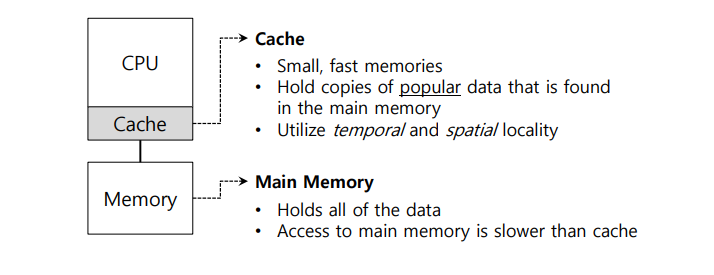 CPU
Cache
Memory
Cache
• Small, fast memories
• Hold copies of popular data that is found
in the main memory
• Utilize temporal and spatial locality
Main Memory
• Holds all of the data
• Access to main memory is slower than cache